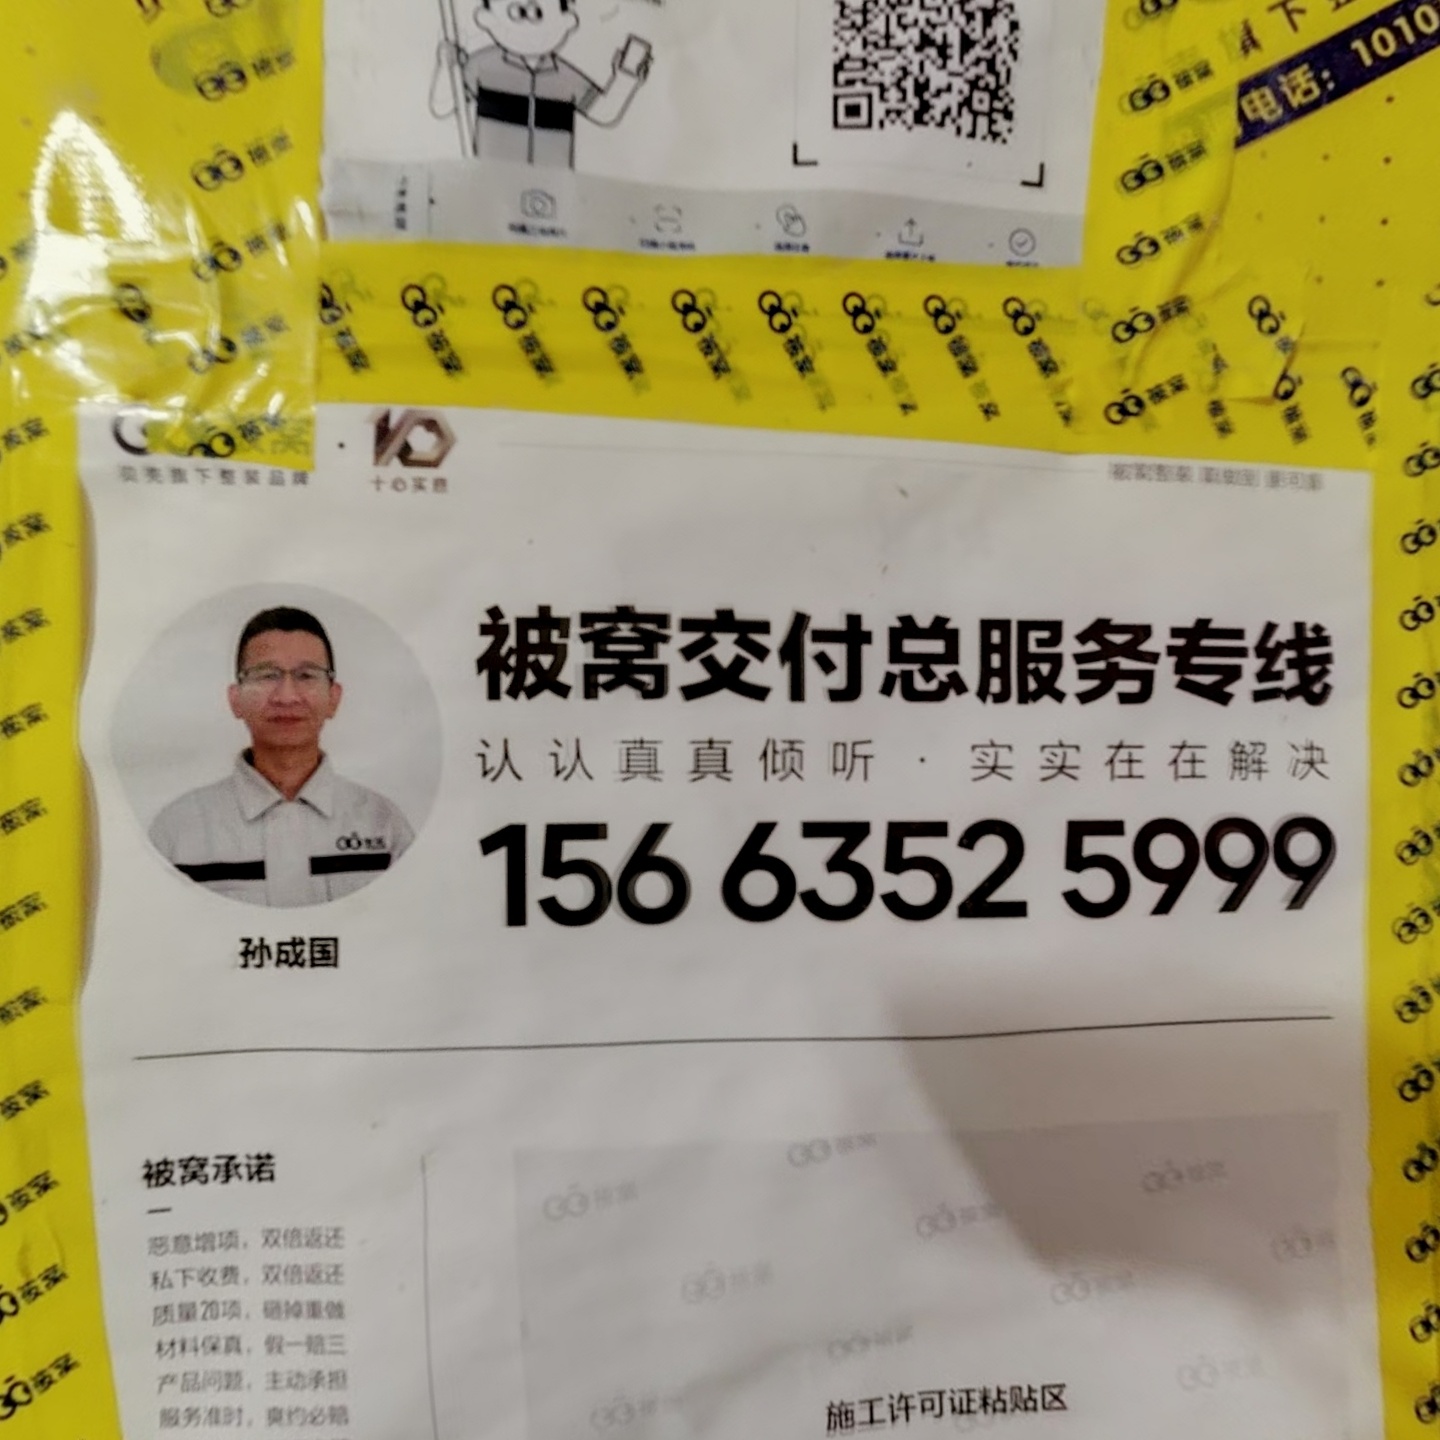 电话：1010
贝壳旗下整装品牌
十心实意
被窝交付总服务专线
认认真真倾听·实实在在解决
156 6352 5999
孙成国
被窝承诺
恶意增项，双倍返还
私下收费，双倍返还
质量20项，砸掉重做
材料保真，假一赔三
产品问题，主动承担
服务准时，爽约必赔
施工许可证粘贴区